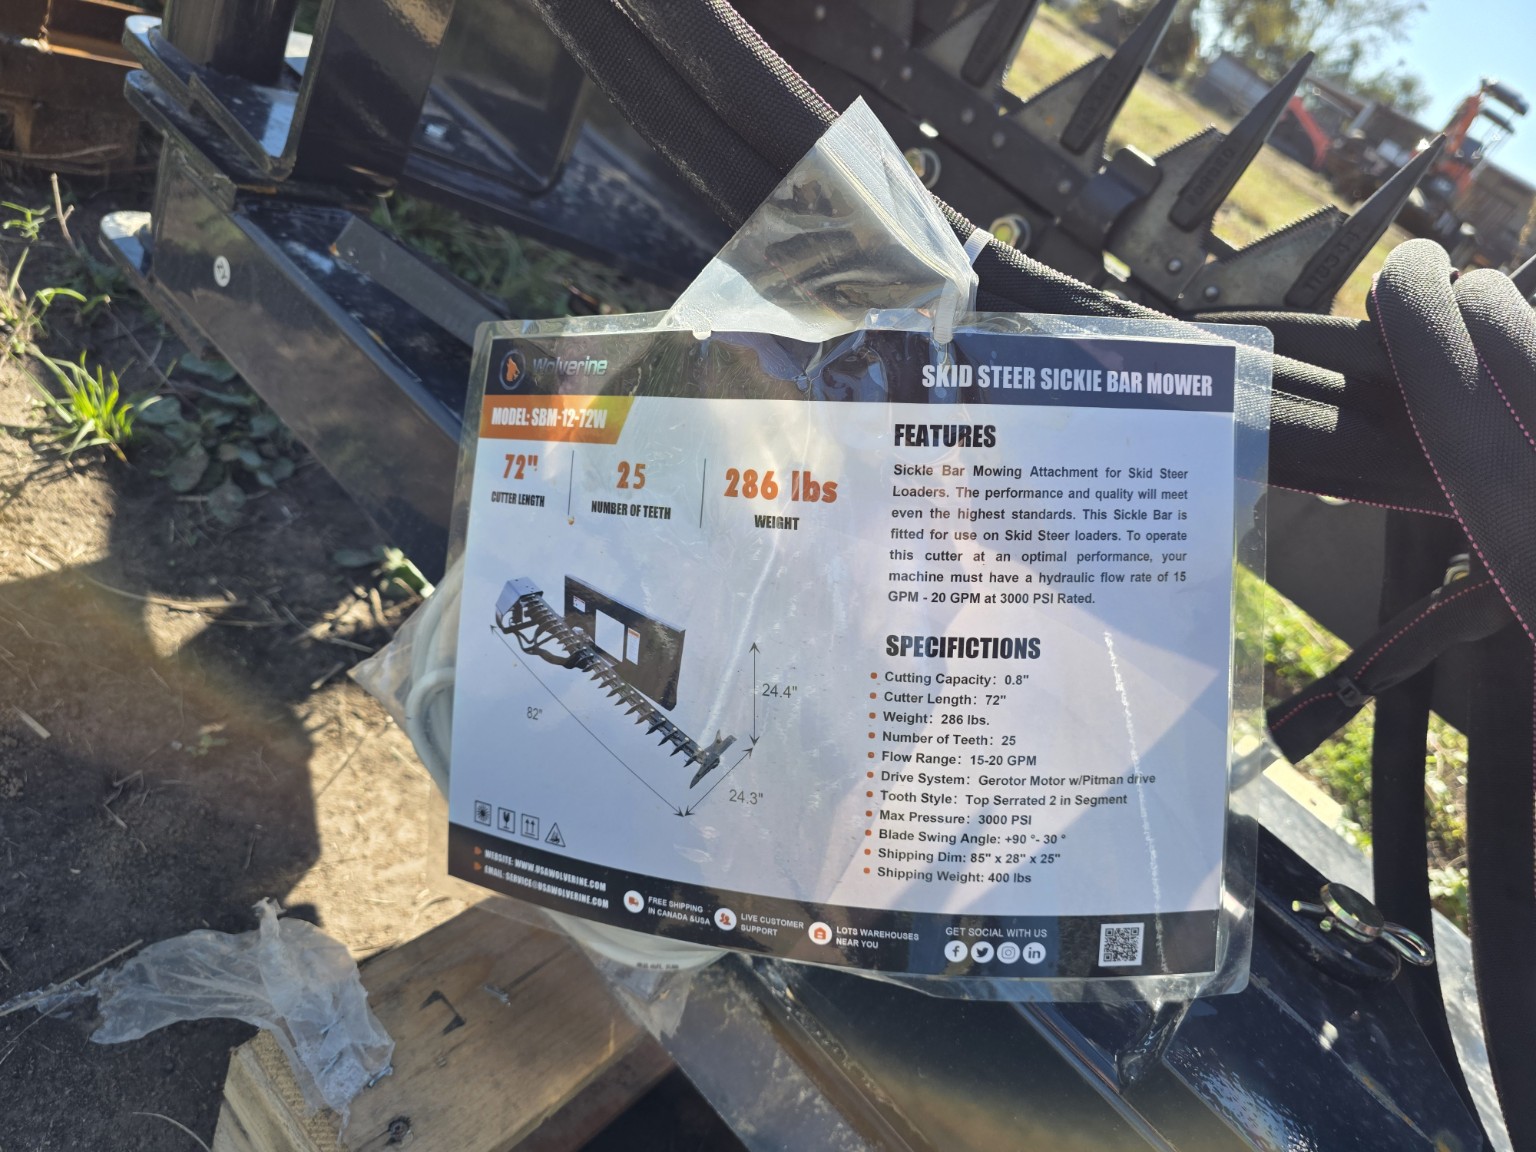 Wolverine
SKID STEER SICKIE BAR MOWER
MODEL: SBM-12-72W
72"
CUTTER LENGTH
25
NUMBER OF TEETH
286 lbs
WEIGHT
FEATURES
Sickle Bar Mowing Attachment for Skid Steer
Loaders. The performance and quality will meet
even the highest standards. This Sickle Bar is
fitted for use on Skid Steer loaders. To operate
this cutter at an optimal performance, your
machine must have a hydraulic flow rate of 15
GPM - 20 GPM at 3000 PSI Rated.
82"
24.4"
24.3"
SPECIFICTIONS
Cutting Capacity: 0.8"
Cutter Length: 72"
Weight: 286 lbs.
Number of Teeth: 25
Flow Range: 15-20 GPM
Drive System: Gerotor Motor w/Pitman drive
Tooth Style: Top Serrated 2 in Segment
Max Pressure: 3000 PSI
Blade Swing Angle: +90 °- 30 °
Shipping Dim: 85" x 28" x 25"
Shipping Weight: 400 lbs
WEBSITE: WWW.USAWOLVERINE.COM
EMAIL: SERVICE@USAWOLVERINE.COM
FREE SHIPPING
IN CANADA &USA
LIVE CUSTOMER
SUPPORT
LOTS WAREHOUSES
NEAR YOU
GET SOCIAL WITH US